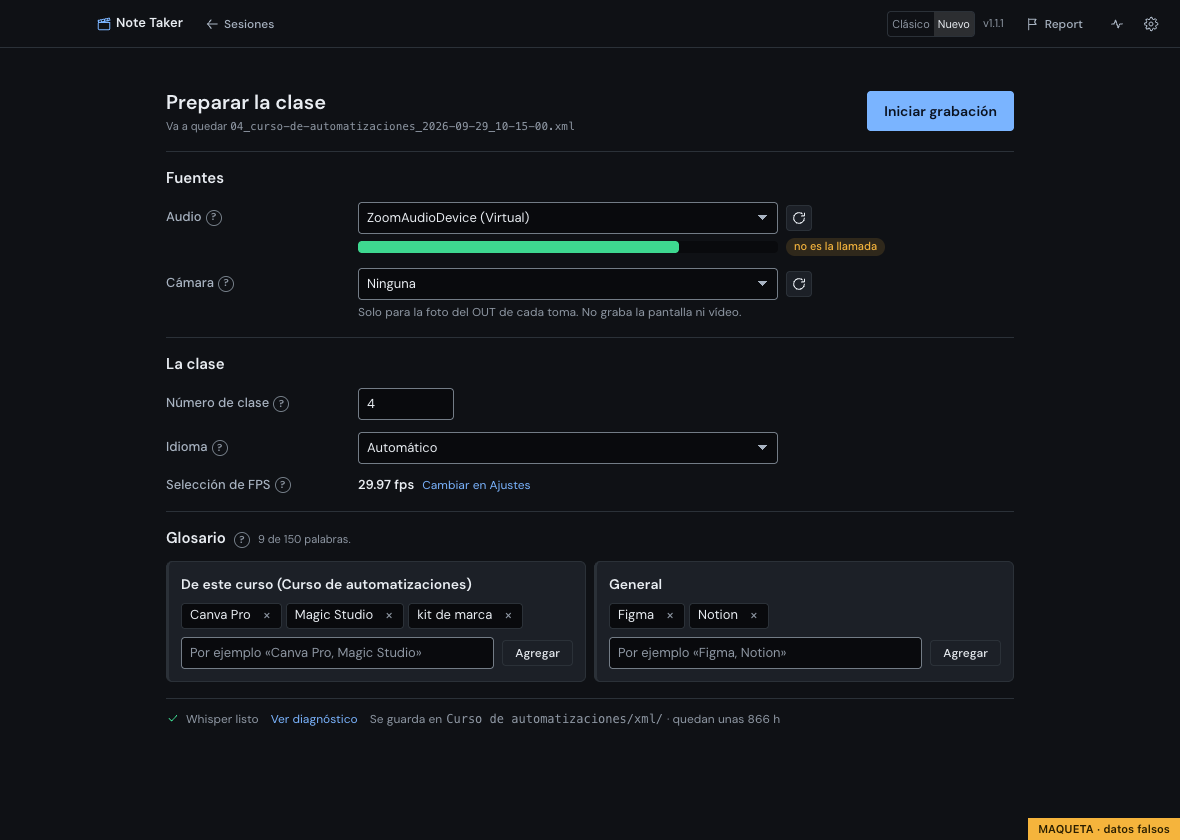 Note Taker
Sesiones
Clásico Nuevo v1.1.1 Report
Preparar la clase
Va a quedar 04_curso-de-automatizaciones_2026-09-29_10-15-00.xml
Iniciar grabación
Fuentes
Audio ?
ZoomAudioDevice (Virtual)
no es la llamada
Cámara ?
Ninguna
Solo para la foto del OUT de cada toma. No graba la pantalla ni vídeo.
La clase
Número de clase ?
4
Idioma ?
Automático
Selección de FPS ?
29.97 fps Cambiar en Ajustes
Glosario ? 9 de 150 palabras.
De este curso (Curso de automatizaciones)
Canva Pro × Magic Studio × kit de marca ×
Por ejemplo «Canva Pro, Magic Studio» Agregar
General
Figma × Notion ×
Por ejemplo «Figma, Notion» Agregar
Whisper listo Ver diagnóstico Se guarda en Curso de automatizaciones/xml/ · quedan unas 866 h
MAQUETA · datos falsos